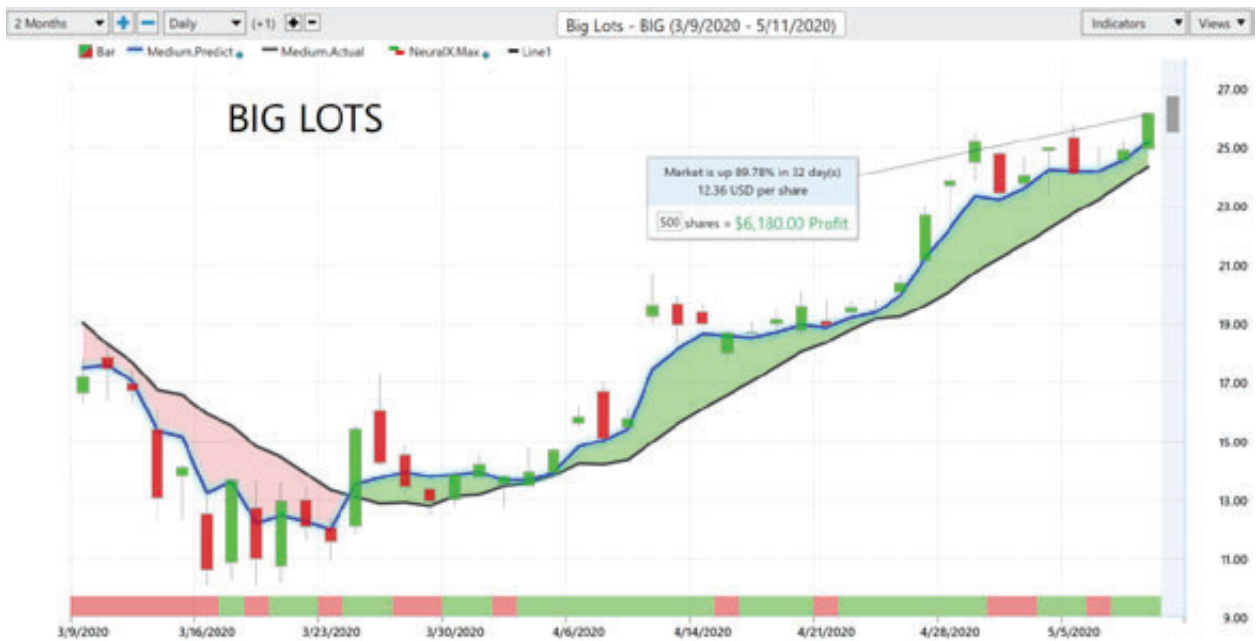 2 Months + − Daily (+1) + −
Big Lots - BIG (3/9/2020 - 5/11/2020)
Indicators Views
Bar Medium.Predict Medium.Actual NeuralX.Max Line1
BIG LOTS
Market is up 89.78% in 32 day(s)
12.36 USD per share
500 shares = $6,180.00 Profit
27.00
25.00
23.00
21.00
19.00
17.00
15.00
13.00
11.00
9.00
3/9/2020 3/16/2020 3/23/2020 3/30/2020 4/6/2020 4/14/2020 4/21/2020 4/28/2020 5/5/2020